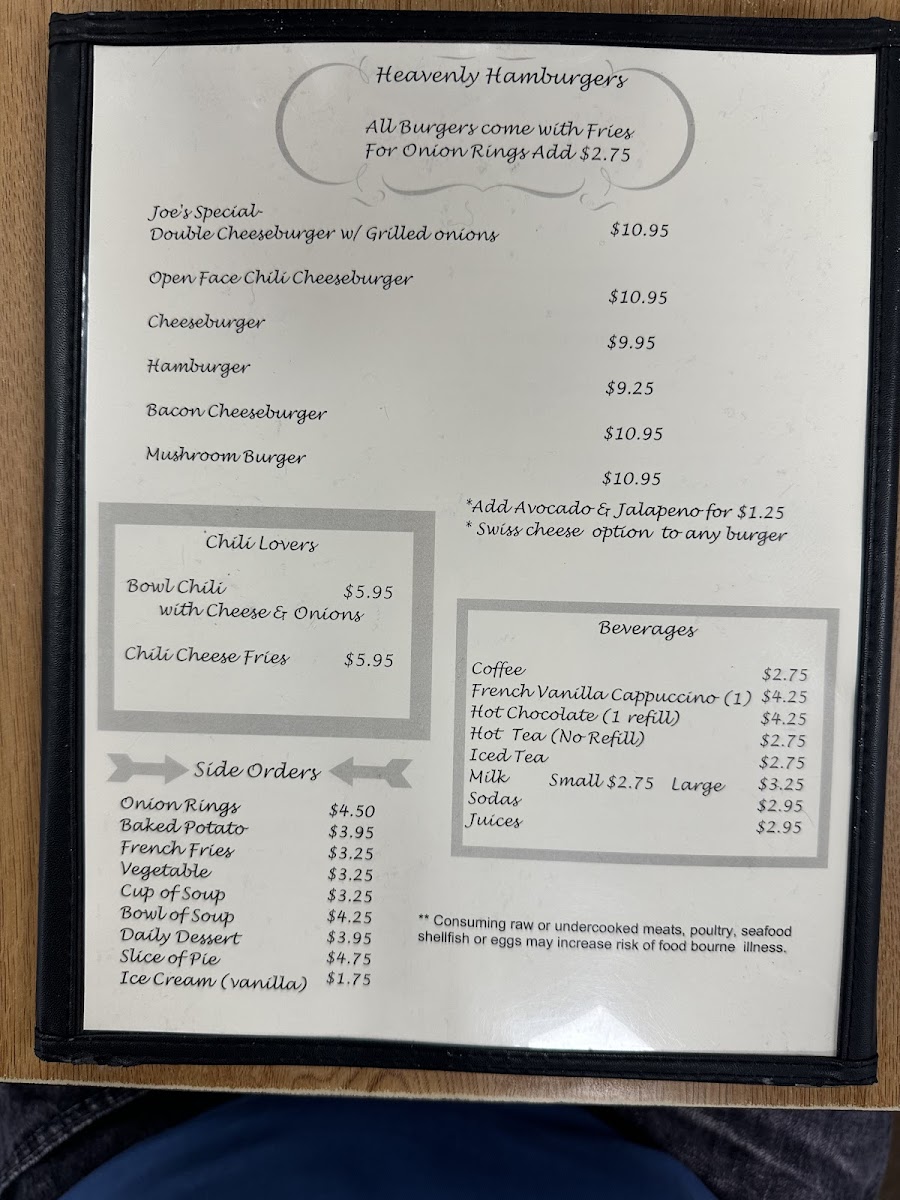 Heavenly Hamburgers
All Burgers come with Fries
For Onion Rings Add $2.75
Joe's Special-
Double Cheeseburger w/ Grilled onions $10.95
Open Face Chili Cheeseburger
$10.95
Cheeseburger
$9.95
Hamburger
$9.25
Bacon Cheeseburger
$10.95
Mushroom Burger
$10.95
*Add Avocado & Jalapeno for $1.25
* Swiss cheese option to any burger
Chili Lovers
Bowl Chili $5.95
with Cheese & Onions
Chili Cheese Fries $5.95
Side Orders
Onion Rings $4.50
Baked Potato $3.95
French Fries $3.25
Vegetable $3.25
Cup of Soup $3.25
Bowl of Soup $4.25
Daily Dessert $3.95
Slice of Pie $4.75
Ice Cream (vanilla) $1.75
Beverages
Coffee $2.75
French Vanilla Cappuccino (1) $4.25
Hot Chocolate (1 refill) $4.25
Hot Tea (No Refill) $2.75
Iced Tea $2.75
Milk Small $2.75 Large $3.25
Sodas $2.95
Juices $2.95
** Consuming raw or undercooked meats, poultry, seafood
shellfish or eggs may increase risk of food bourne illness.